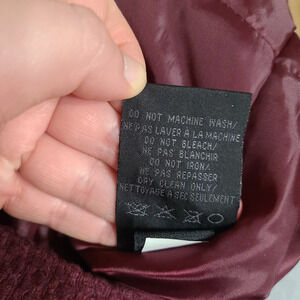 DO NOT MACHINE WASH/
NE PAS LAVER À LA MACHINE
DO NOT BLEACH/
NE PAS BLANCHIR
DO NOT IRON/
NE PAS REPASSER
DRY CLEAN ONLY/
NETTOYAGE À SEC SEULEMENT